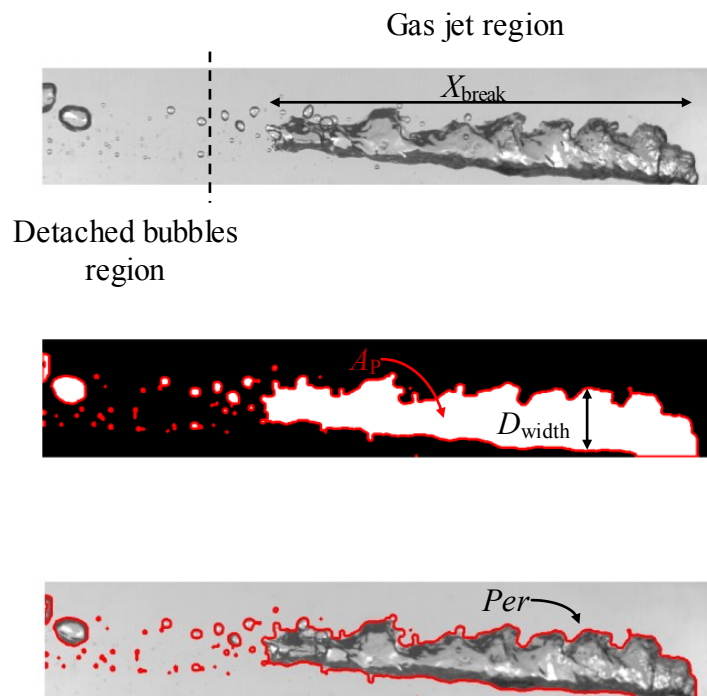 Gas jet region
Xbreak
Detached bubbles
region
AP
Dwidth
Per